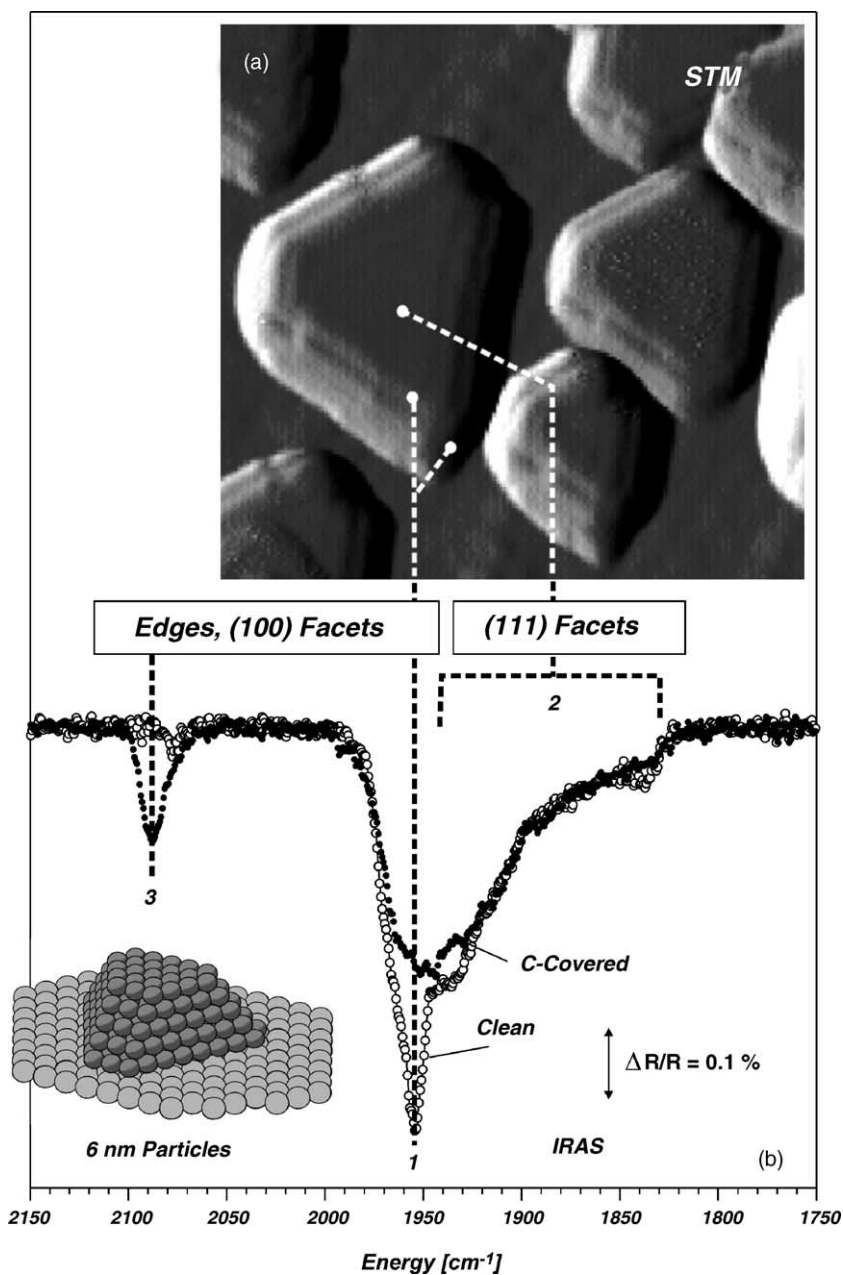 (a)
STM
Edges, (100) Facets
(111) Facets
2
3
C-Covered
Clean
ΔR/R = 0.1 %
6 nm Particles
1
IRAS
(b)
2150 2100 2050 2000 1950 1900 1850 1800 1750
Energy [cm⁻¹]